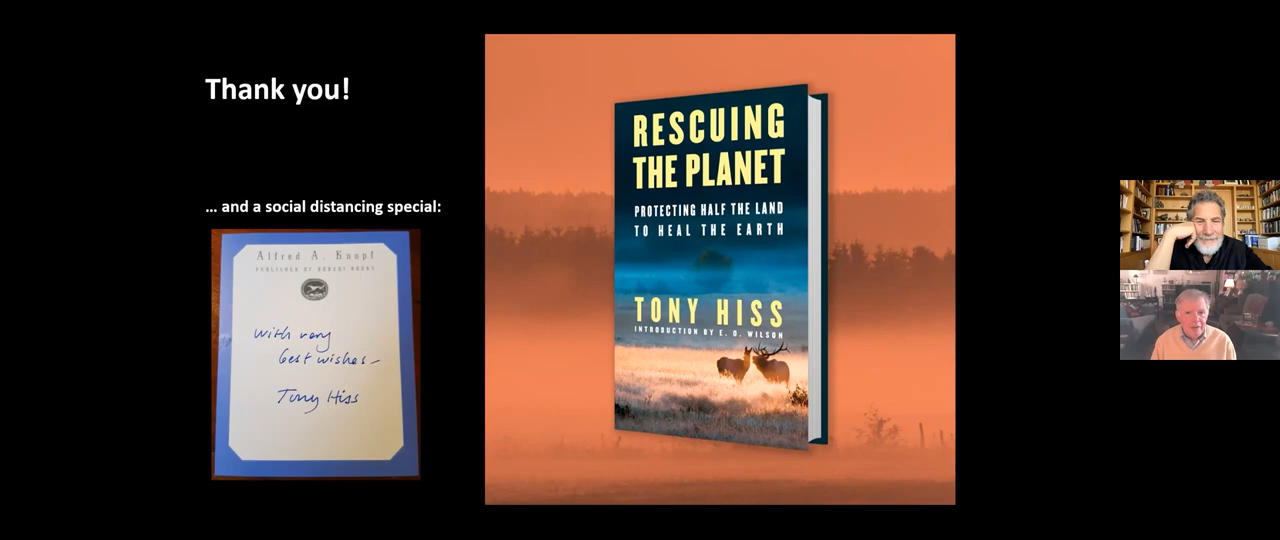 Thank you!
… and a social distancing special:
Alfred A. Knopf
PUBLISHER OF BORZOI BOOKS
With very
best wishes –
Tony Hiss
RESCUING
THE PLANET
PROTECTING HALF THE LAND
TO HEAL THE EARTH
TONY HISS
INTRODUCTION BY E. O. WILSON